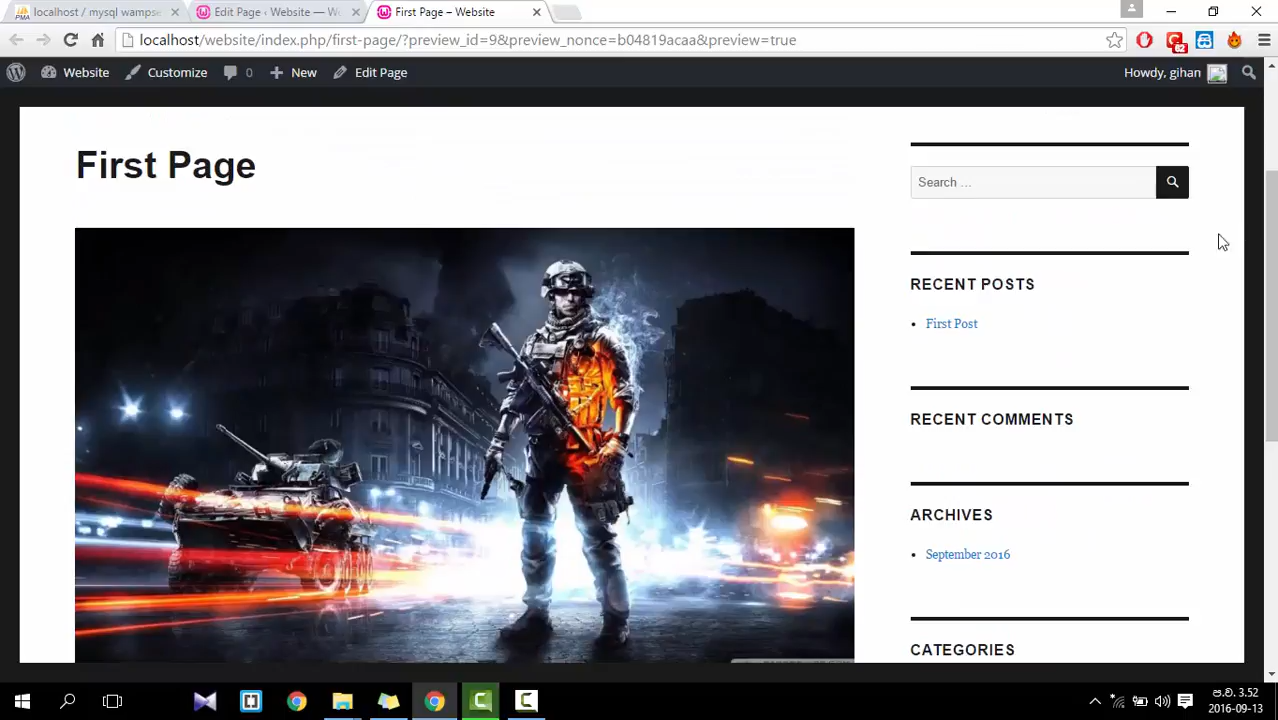 localhost / mysql wampse
Edit Page ‹ Website — Wo
First Page – Website
localhost/website/index.php/first-page/?preview_id=9&preview_nonce=b04819acaa&preview=true
82
Website
Customize
0
New
Edit Page
Howdy, gihan
First Page
Search …
RECENT POSTS
First Post
RECENT COMMENTS
ARCHIVES
September 2016
CATEGORIES
ප.ව. 3.52
2016-09-13